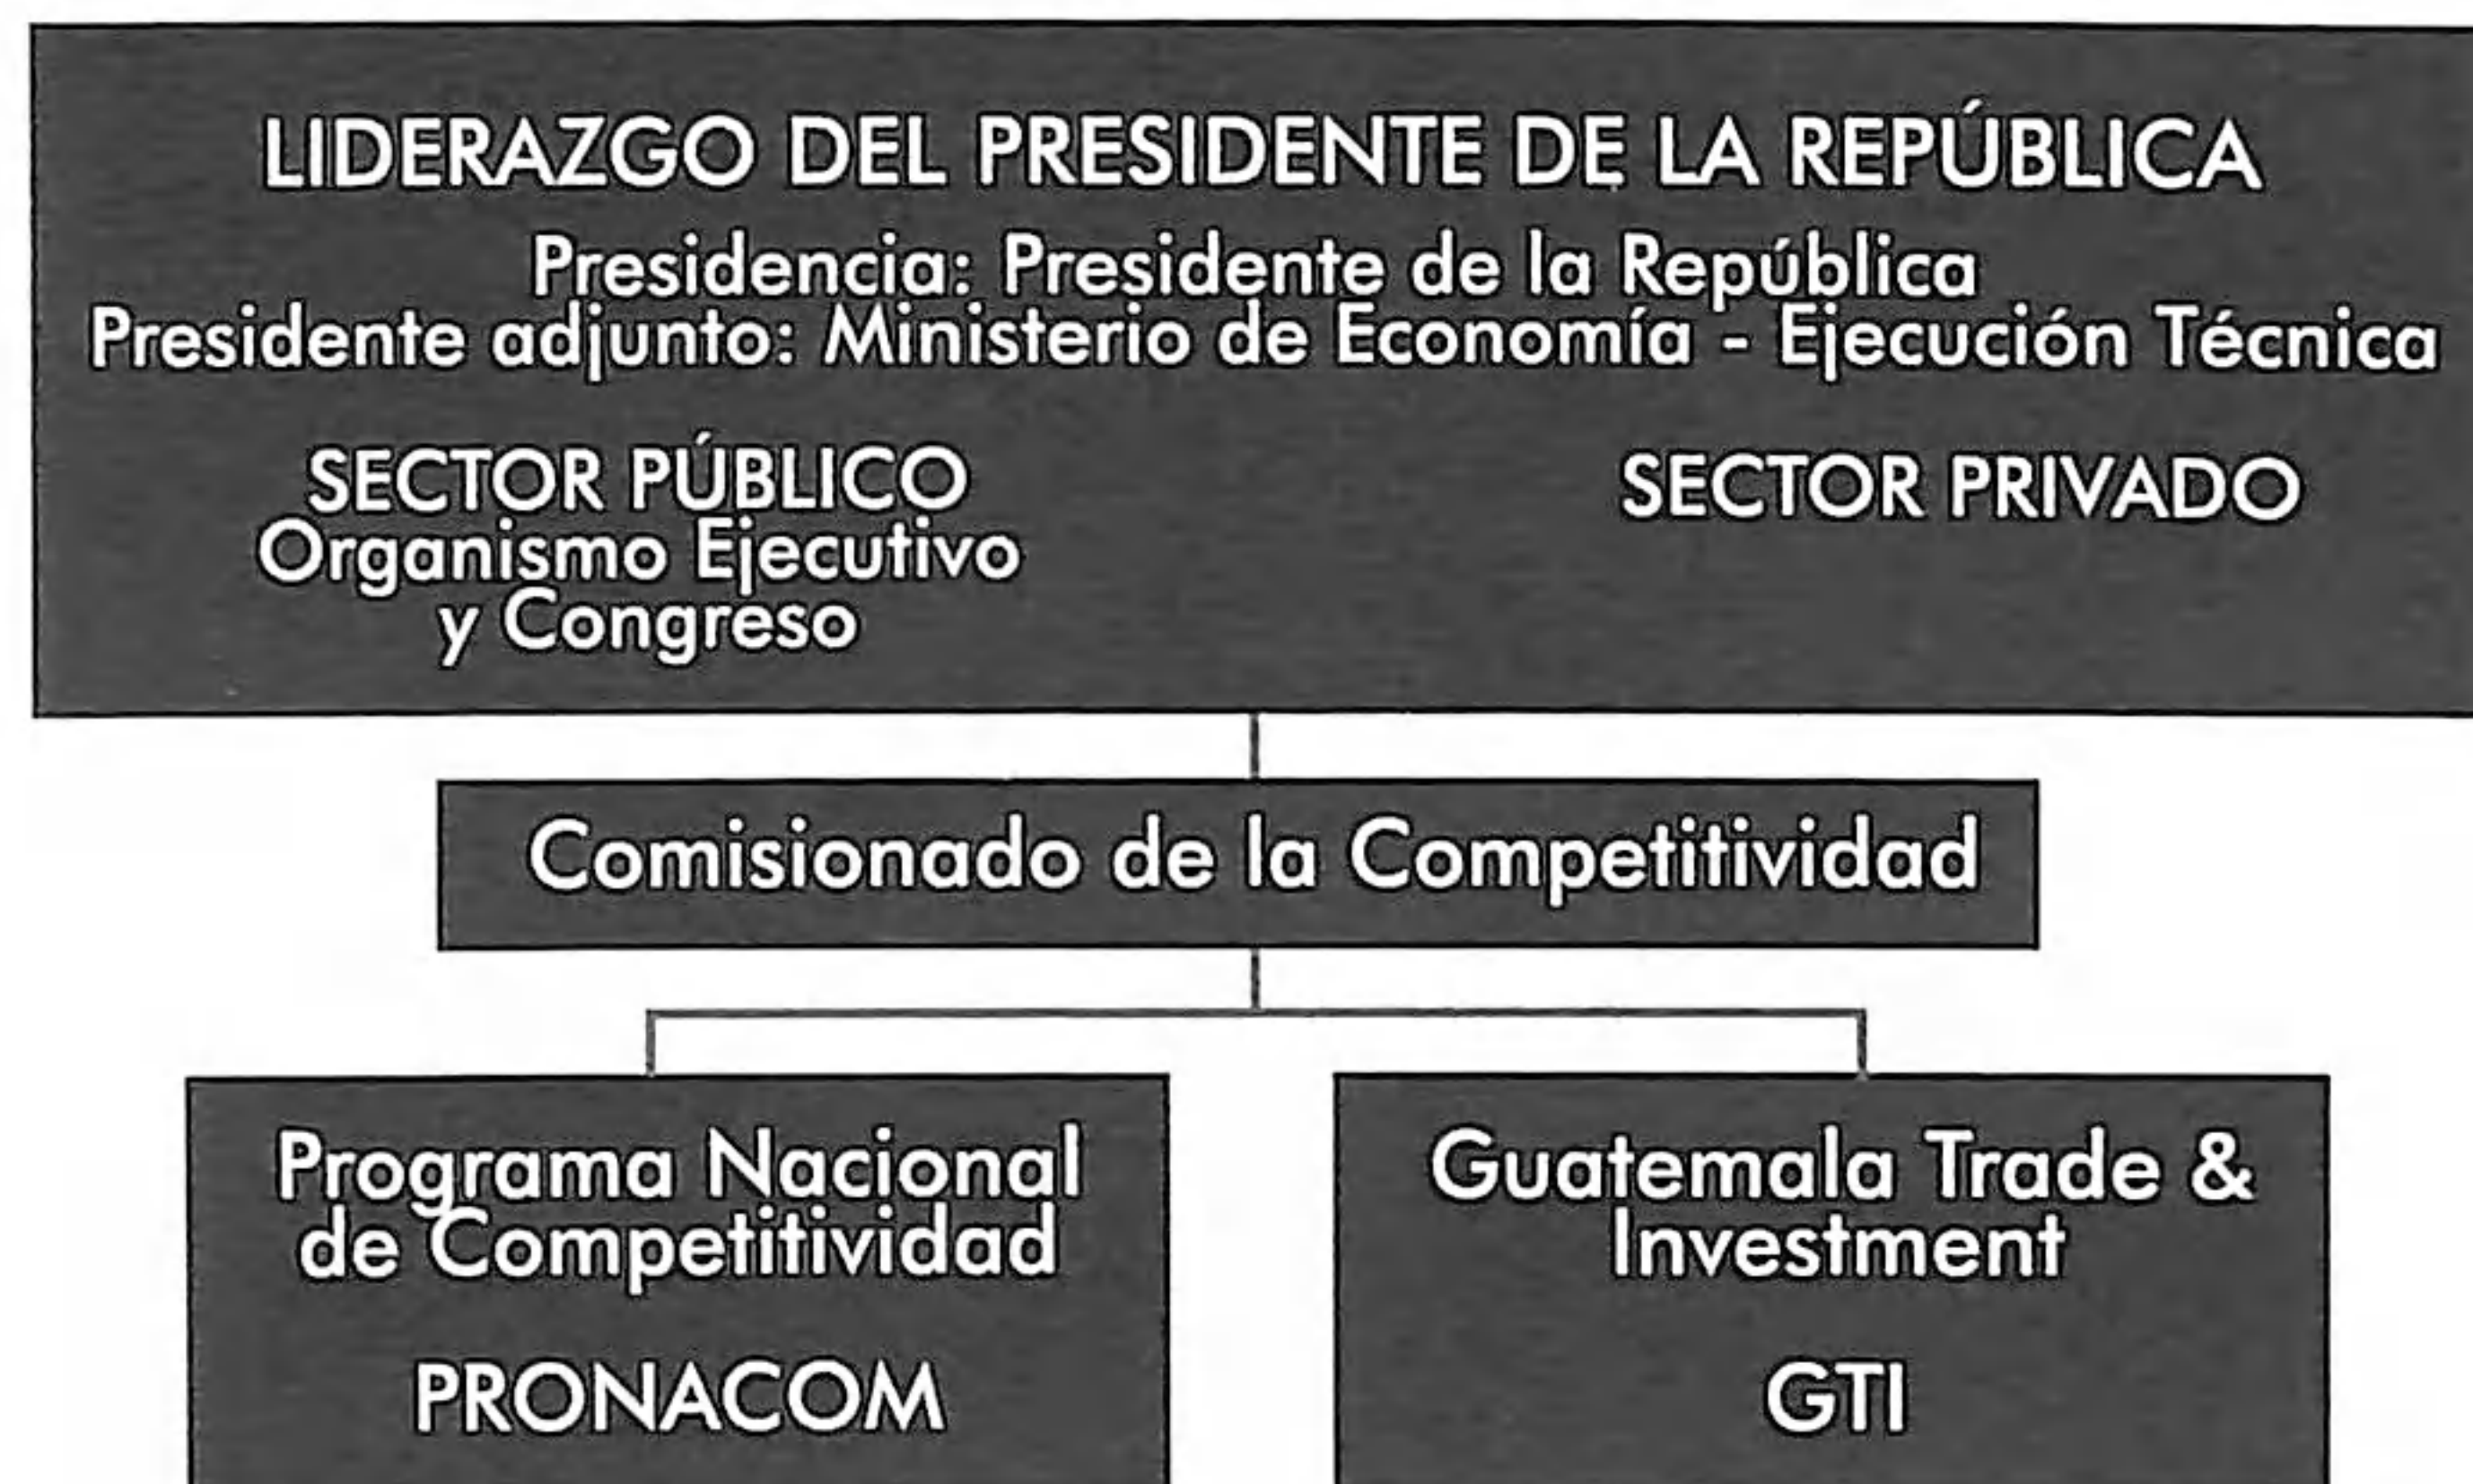 LIDERAZGO DEL PRESIDENTE DE LA REPÚBLICA
Presidencia: Presidente de la República
Presidente adjunto: Ministerio de Economía - Ejecución Técnica
SECTOR PÚBLICO
Organismo Ejecutivo
y Congreso
SECTOR PRIVADO
Comisionado de la Competitividad
Programa Nacional
de Competitividad
PRONACOM
Guatemala Trade &
Investment
GTI